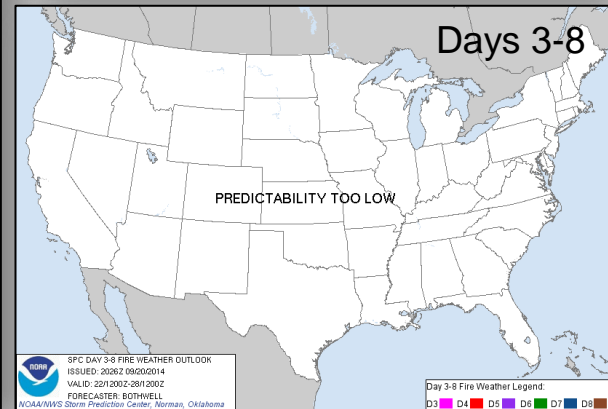 Days 3-8
PREDICTABILITY TOO LOW
NOAA
SPC DAY 3-8 FIRE WEATHER OUTLOOK
ISSUED: 2026Z 09/20/2014
VALID: 22/1200Z-28/1200Z
FORECASTER: BOTHWELL
NOAA/NWS Storm Prediction Center, Norman, Oklahoma
Day 3-8 Fire Weather Legend:
D3 D4 D5 D6 D7 D8